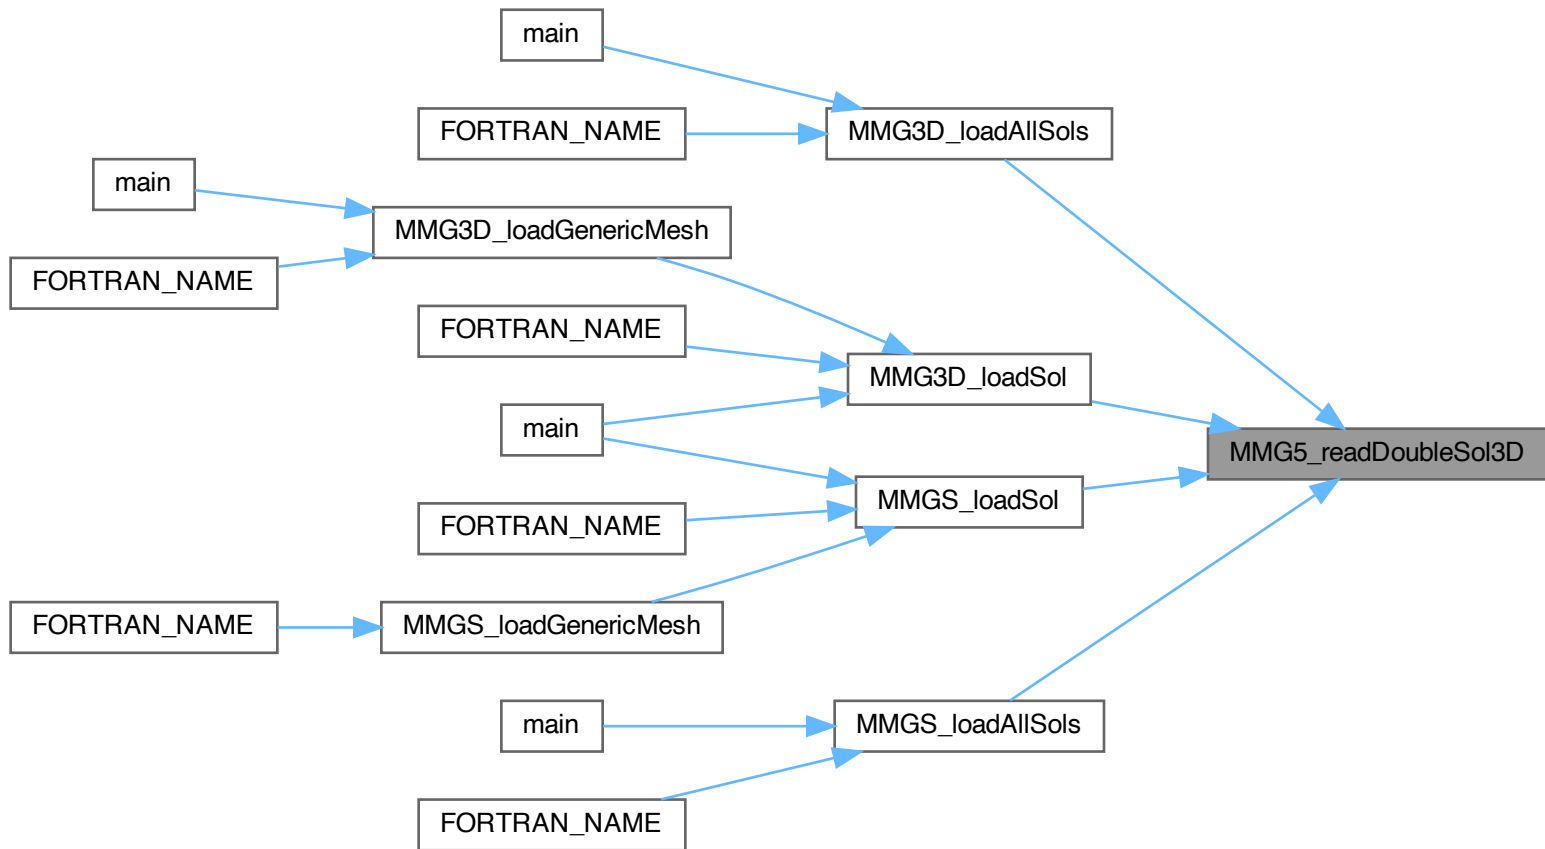 main
FORTRAN_NAME
MMG3D_loadAllSols
main
MMG3D_loadGenericMesh
FORTRAN_NAME
FORTRAN_NAME
MMG3D_loadSol
main
MMG5_readDoubleSol3D
MMGS_loadSol
FORTRAN_NAME
FORTRAN_NAME
MMGS_loadGenericMesh
main
MMGS_loadAllSols
FORTRAN_NAME